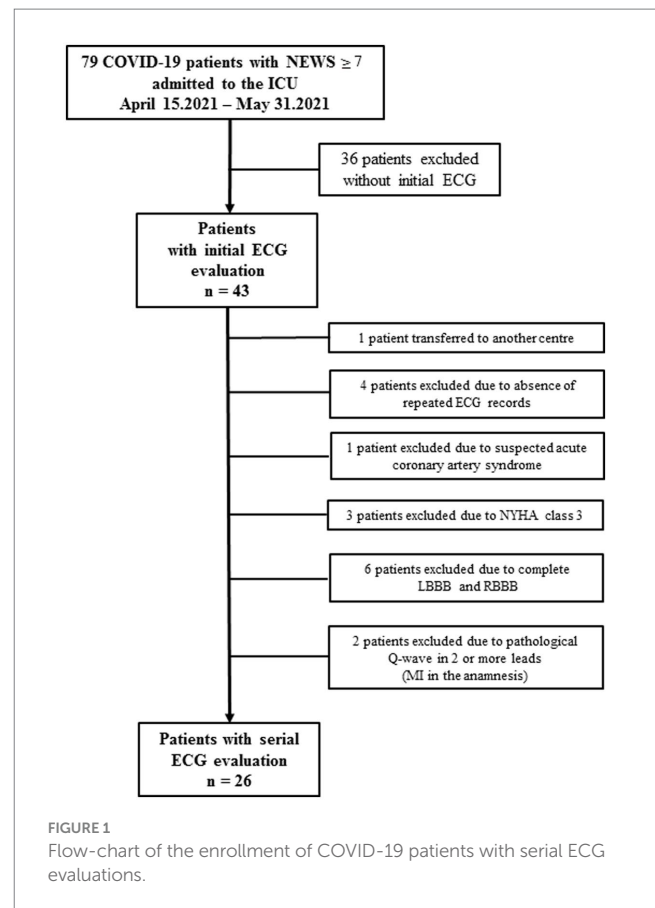 79 COVID-19 patients with NEWS ≥ 7
admitted to the ICU
April 15.2021 – May 31.2021
36 patients excluded
without initial ECG
Patients
with initial ECG
evaluation
n = 43
1 patient transferred to another centre
4 patients excluded due to absence of
repeated ECG records
1 patient excluded due to suspected acute
coronary artery syndrome
3 patients excluded due to NYHA class 3
6 patients excluded due to complete
LBBB and RBBB
2 patients excluded due to pathological
Q-wave in 2 or more leads
(MI in the anamnesis)
Patients with serial
ECG evaluation
n = 26
FIGURE 1
Flow-chart of the enrollment of COVID-19 patients with serial ECG
evaluations.